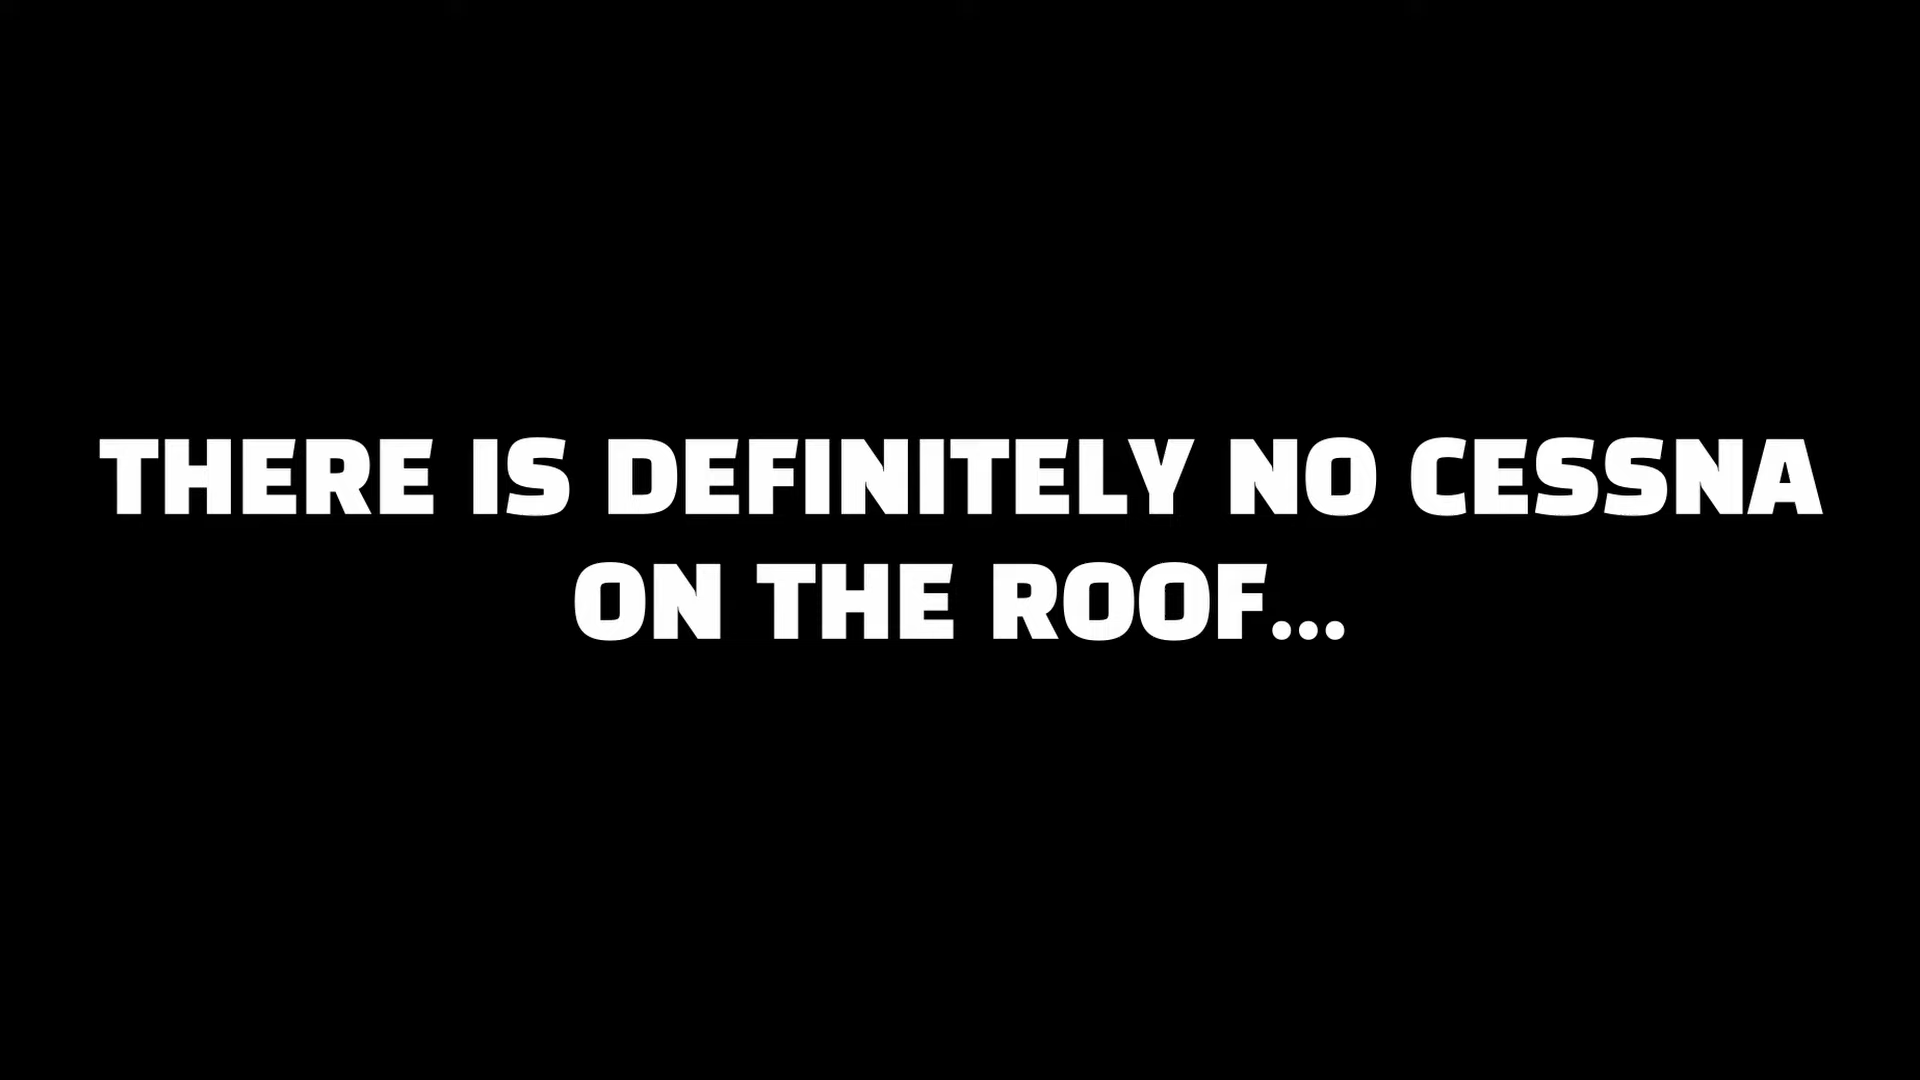 THERE IS DEFINITELY NO CESSNA
ON THE ROOF...